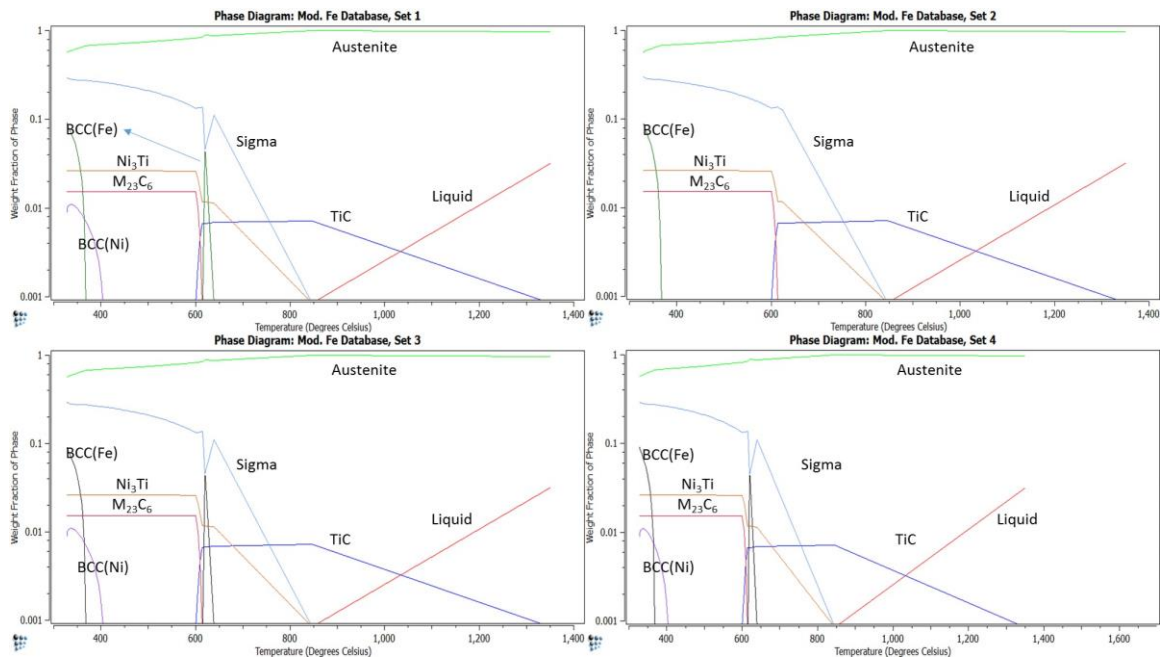 Phase Diagram: Mod. Fe Database, Set 1
Weight Fraction of Phase
1
0.1
0.01
0.001
Austenite
BCC(Fe)
Sigma
Ni₃Ti
M₂₃C₆
Liquid
TiC
BCC(Ni)
400 600 800 1,000 1,200 1,400
Temperature (Degrees Celsius)
Phase Diagram: Mod. Fe Database, Set 2
Weight Fraction of Phase
1
0.1
0.01
0.001
Austenite
BCC(Fe)
Sigma
Ni₃Ti
M₂₃C₆
Liquid
TiC
400 600 800 1,000 1,200 1,400
Temperature (Degrees Celsius)
Phase Diagram: Mod. Fe Database, Set 3
Weight Fraction of Phase
1
0.1
0.01
0.001
Austenite
BCC(Fe)
Sigma
Ni₃Ti
M₂₃C₆
Liquid
TiC
BCC(Ni)
400 600 800 1,000 1,200 1,400
Temperature (Degrees Celsius)
Phase Diagram: Mod. Fe Database, Set 4
Weight Fraction of Phase
1
0.1
0.01
0.001
Austenite
BCC(Fe)
Sigma
Ni₃Ti
M₂₃C₆
Liquid
TiC
BCC(Ni)
400 600 800 1,000 1,200 1,400 1,600
Temperature (Degrees Celsius)